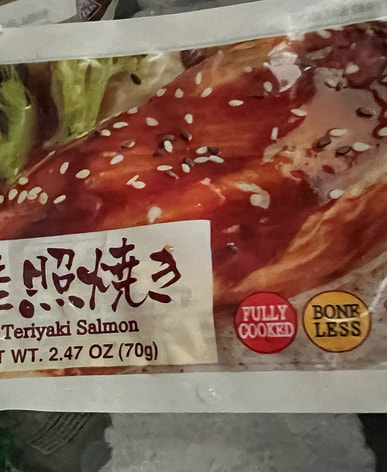 照焼き
Teriyaki Salmon
T WT. 2.47 OZ (70g)
FULLY
COOKED
BONE
LESS